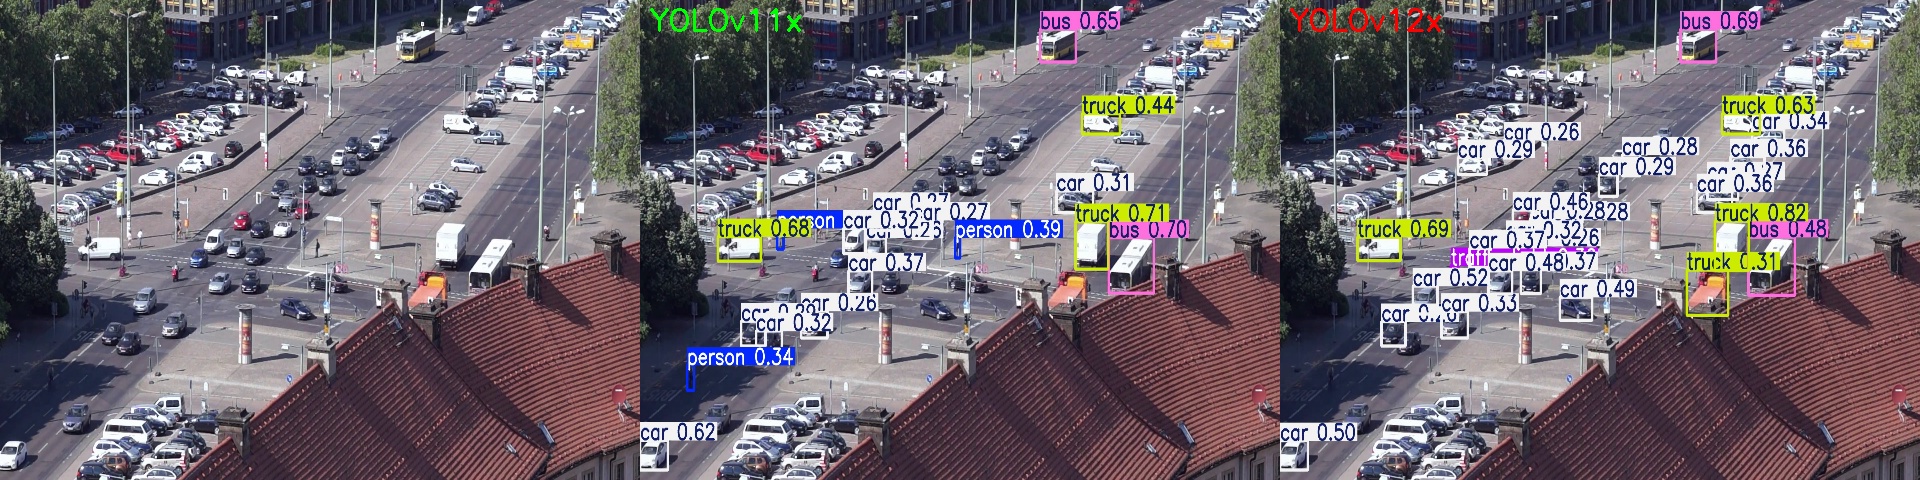 YOLOv11x
bus 0.65
truck 0.44
car 0.31
car 0.27
car 0.32
0.27
person
person 0.39
truck 0.68
truck 0.71
bus 0.70
car 0.37
car 0.26
car 0.32
person 0.34
car 0.62
YOLOv12x
bus 0.69
truck 0.63
car 0.34
car 0.26
car 0.29
car 0.28
car 0.29
car 0.36
car 0.36
car 0.46
truck 0.82
truck 0.69
bus 0.48
car 0.37
truck 0.31
car 0.52
0.48
car 0.33
car 0.49
car 0.50